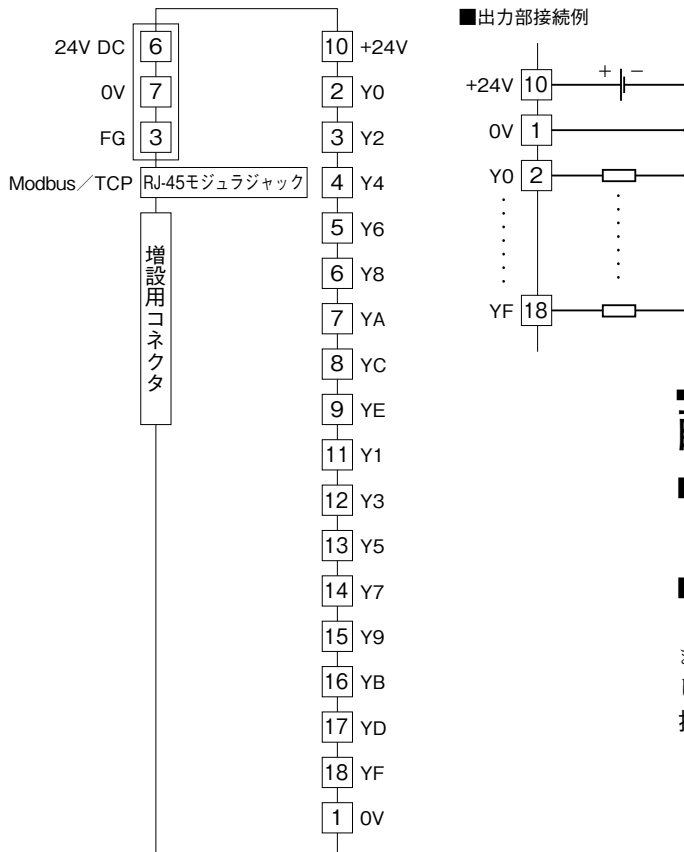 24V DC 6
0V 7
FG 3
Modbus／TCP RJ-45モジュラジャック
増設用コネクタ
10 +24V
2 Y0
3 Y2
4 Y4
5 Y6
6 Y8
7 YA
8 YC
9 YE
11 Y1
12 Y3
13 Y5
14 Y7
15 Y9
16 YB
17 YD
18 YF
1 0V
■出力部接続例
+24V 10 + −
0V 1
Y0 2
YF 18